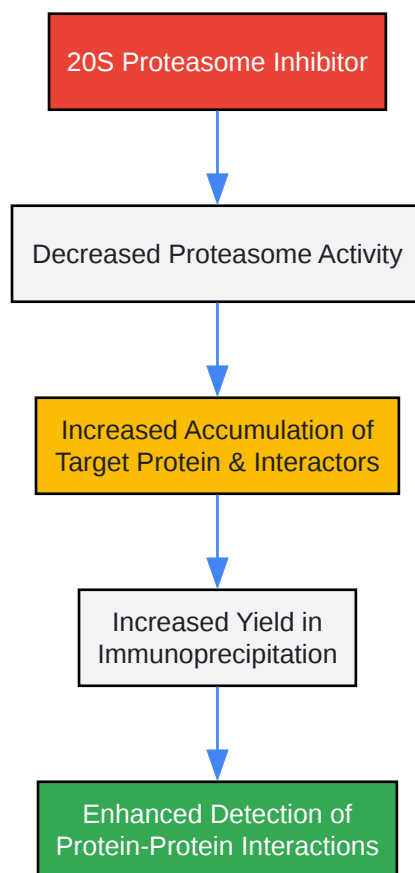 20S Proteasome Inhibitor
Decreased Proteasome Activity
Increased Accumulation of
Target Protein & Interactors
Increased Yield in
Immunoprecipitation
Enhanced Detection of
Protein-Protein Interactions